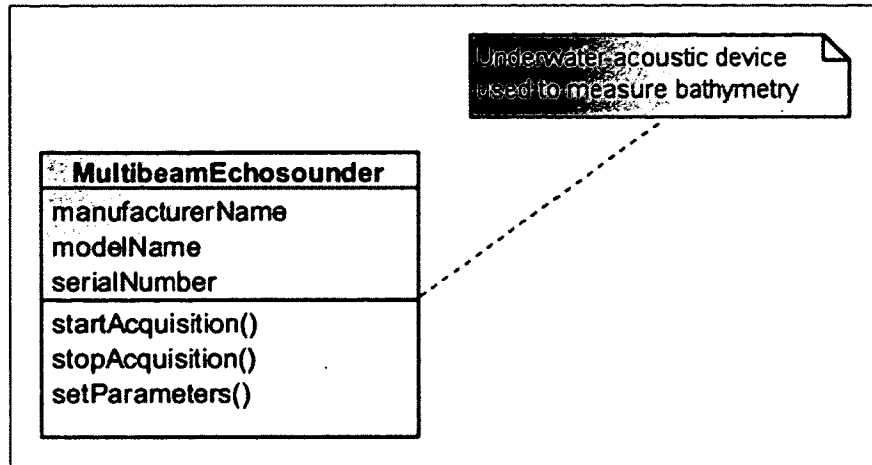 Underwater acoustic device
used to measure bathymetry
MultibeamEchosounder
manufacturerName
modelName
serialNumber
startAcquisition()
stopAcquisition()
setParameters()